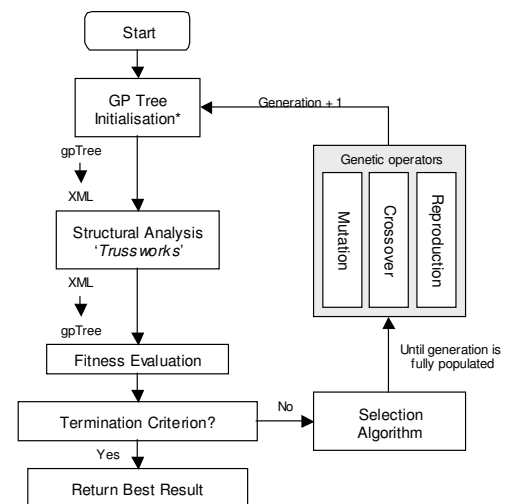 Start
GP Tree
Initialisation*
Generation + 1
gpTree
XML
Genetic operators
Mutation
Crossover
Reproduction
Structural Analysis
'Trussworks'
XML
gpTree
Until generation is
fully populated
Fitness Evaluation
Termination Criterion?
No
Selection
Algorithm
Yes
Return Best Result